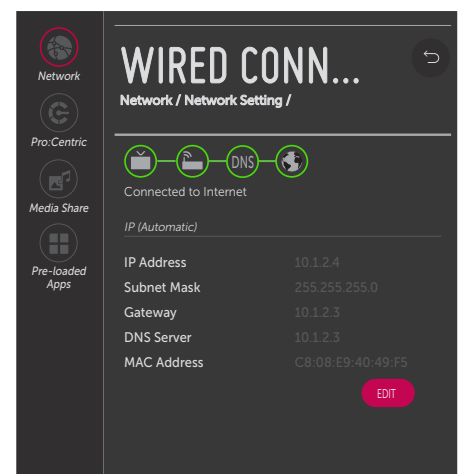 Network
Pro:Centric
Media Share
Pre-loaded
Apps
WIRED CONN...
Network / Network Setting /
DNS
Connected to Internet
IP (Automatic)
IP Address 10.1.2.4
Subnet Mask 255.255.255.0
Gateway 10.1.2.3
DNS Server 10.1.2.3
MAC Address C8:08:E9:40:49:F5
EDIT